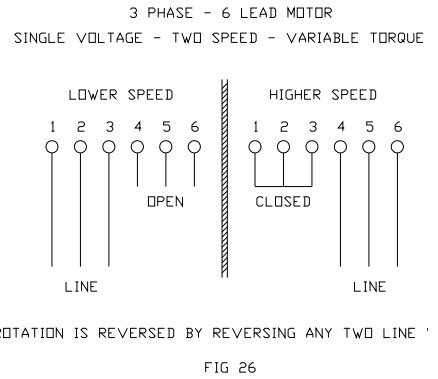 3 PHASE - 6 LEAD MOTOR
SINGLE VOLTAGE - TWO SPEED - VARIABLE TORQUE
LOWER SPEED
HIGHER SPEED
1 2 3 4 5 6
1 2 3 4 5 6
OPEN
CLOSED
LINE
LINE
IS REVERSED BY REVERSING ANY TWO LINE
FIG 26